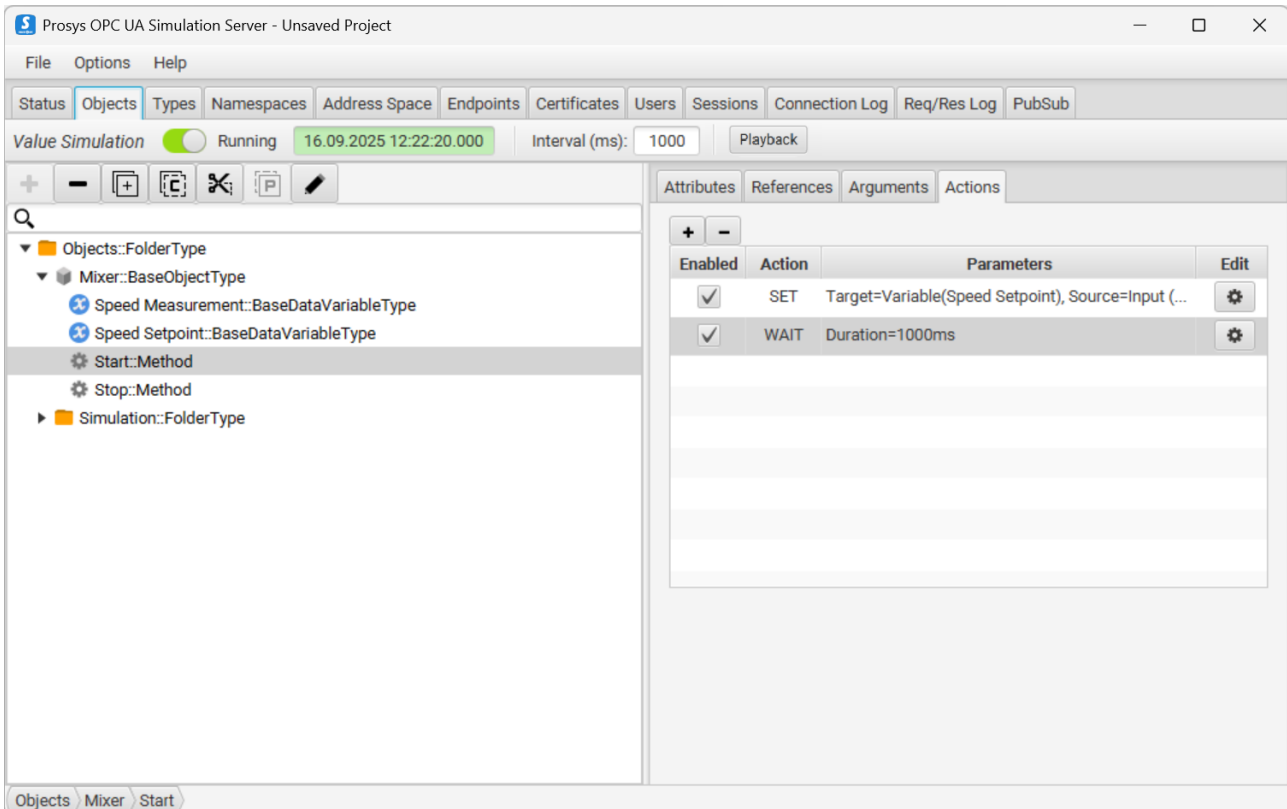 Prosys OPC UA Simulation Server - Unsaved Project
File Options Help
Status Objects Types Namespaces Address Space Endpoints Certificates Users Sessions Connection Log Req/Res Log PubSub
Value Simulation Running 16.09.2025 12:22:20.000 Interval (ms): 1000 Playback
Attributes References Arguments Actions
Objects::FolderType
Mixer::BaseObjectType
Speed Measurement::BaseDataVariableType
Speed Setpoint::BaseDataVariableType
Start::Method
Stop::Method
Simulation::FolderType
Enabled Action Parameters Edit
SET Target=Variable(Speed Setpoint), Source=Input (...
WAIT Duration=1000ms
Objects Mixer Start